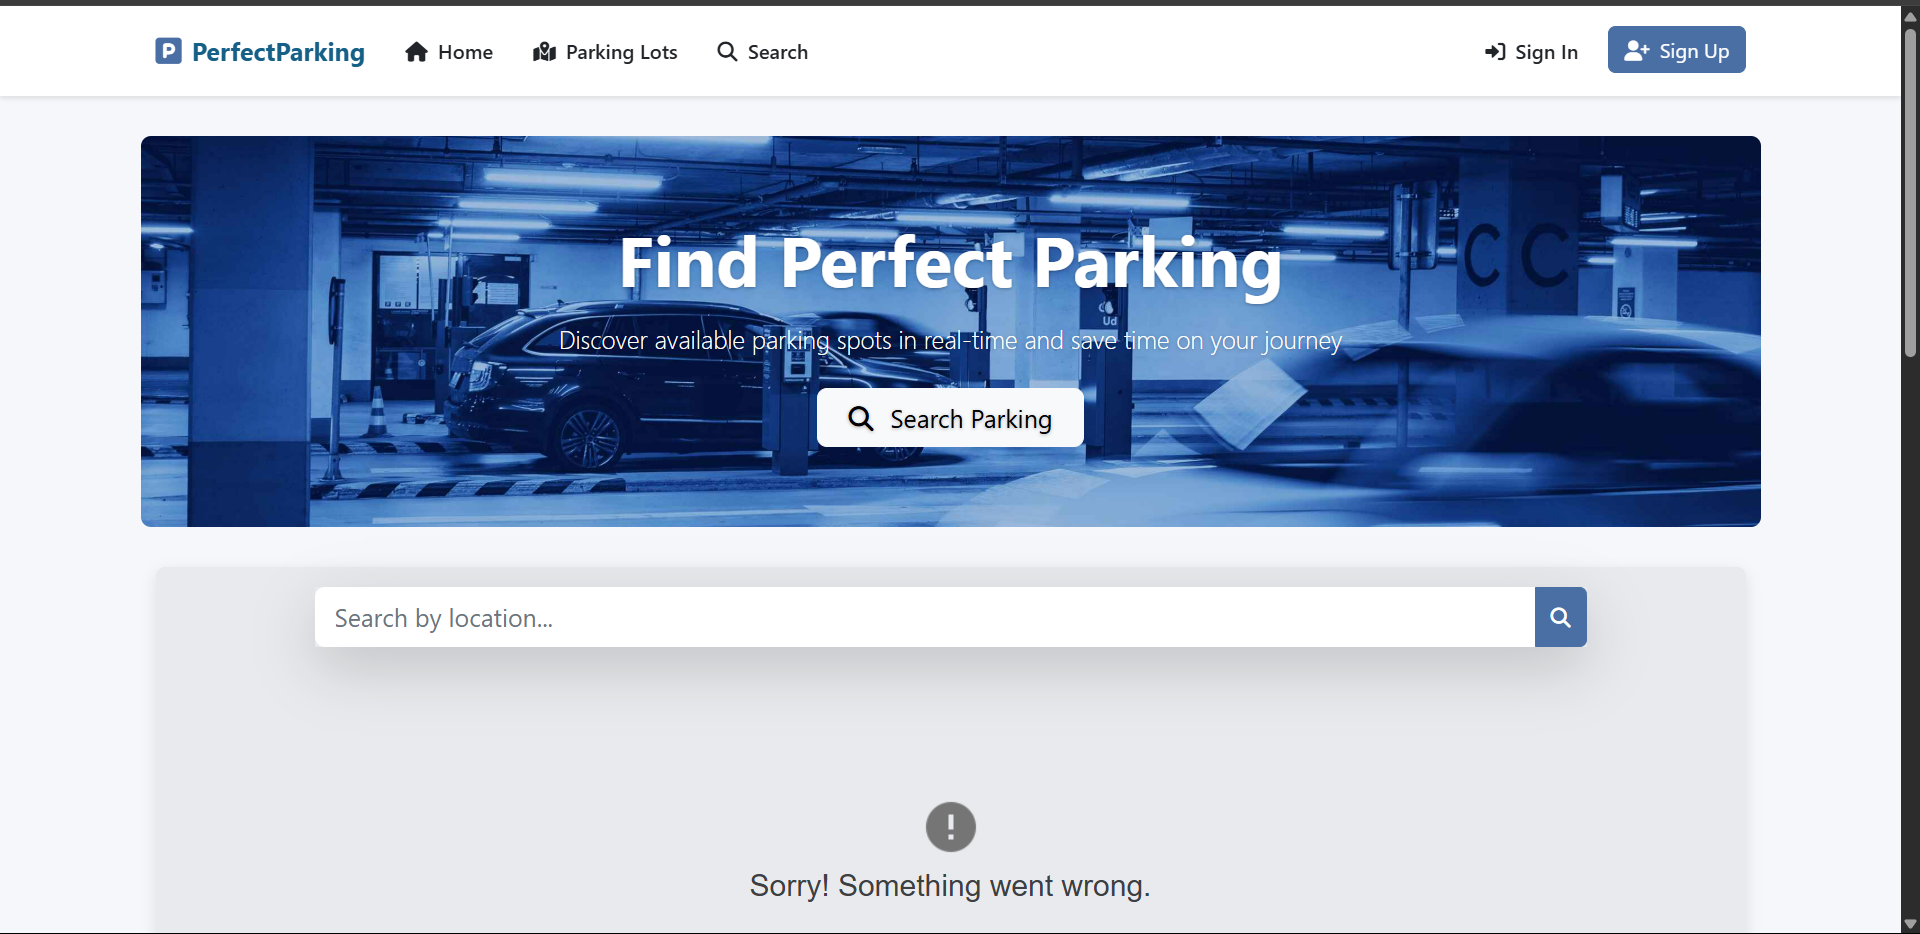 PerfectParking
Home
Parking Lots
Search
Sign In
Sign Up
Find Perfect Parking
Discover available parking spots in real-time and save time on your journey
Search Parking
CC
Search by location...
Sorry! Something went wrong.